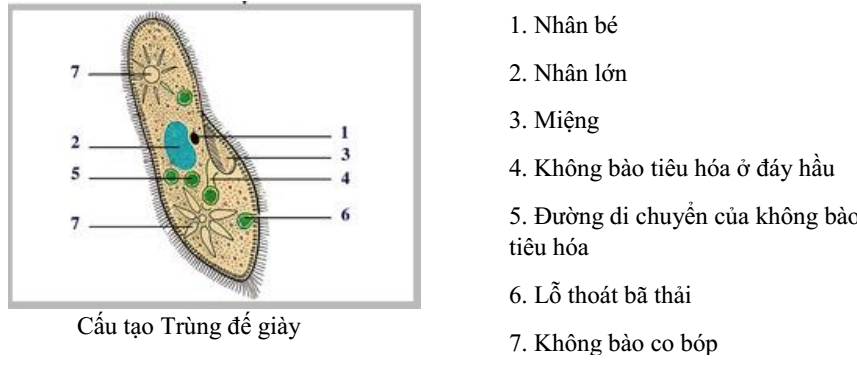 7
2
5
7
1
3
4
6
Cấu tạo Trùng đế giày
1. Nhân bé
2. Nhân lớn
3. Miệng
4. Không bào tiêu hóa ở đáy hầu
5. Đường di chuyển của không bào
tiêu hóa
6. Lỗ thoát bã thải
7. Không bào co bóp